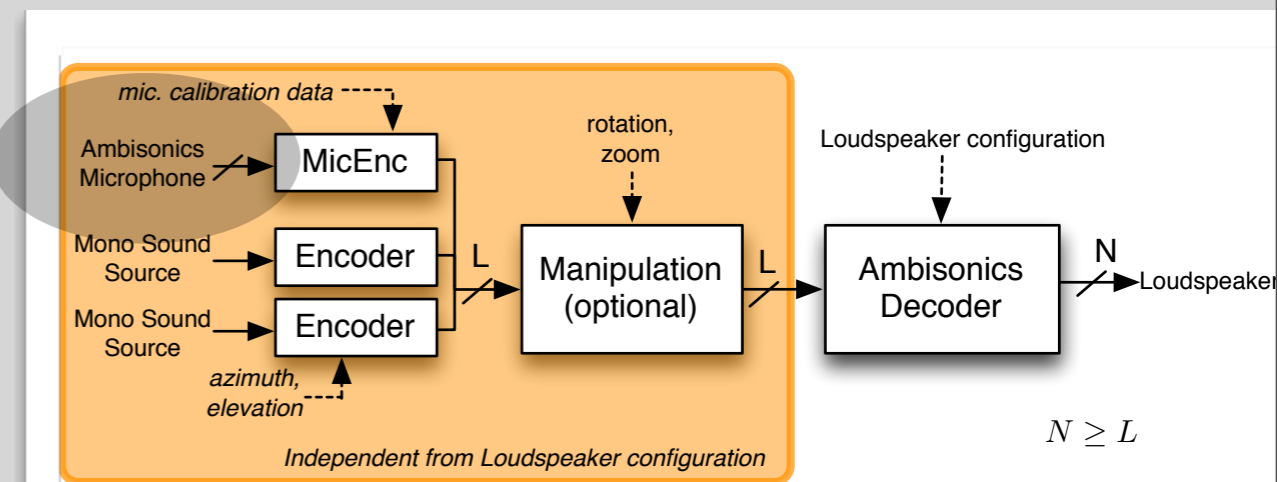 mic. calibration data
Ambisonics
Microphone
MicEnc
Mono Sound
Source
Encoder
Mono Sound
Source
Encoder
azimuth,
elevation
L
rotation,
zoom
Manipulation
(optional)
L
Independent from Loudspeaker configuration
Loudspeaker configuration
Ambisonics
Decoder
N
Loudspeaker
N ≥ L